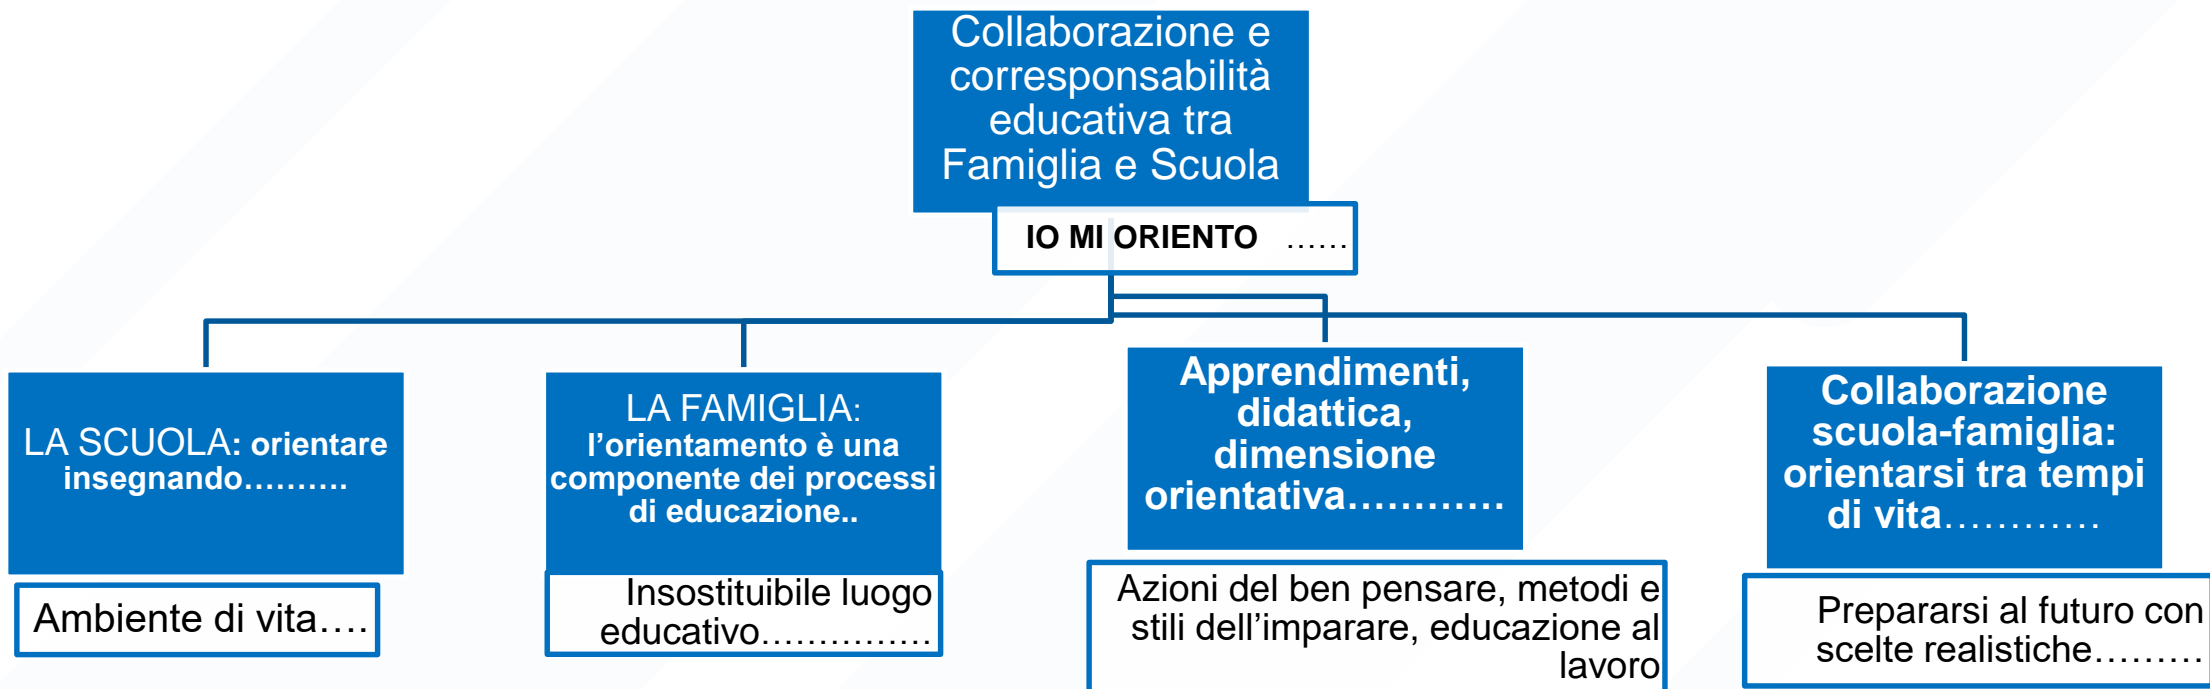 Collaborazione e
corresponsabilità
educativa tra
Famiglia e Scuola
IO MI ORIENTO ……
LA SCUOLA: orientare
insegnando……….
Ambiente di vita….
LA FAMIGLIA:
l’orientamento è una
componente dei processi
di educazione..
Insostituibile luogo
educativo……………
Apprendimenti,
didattica,
dimensione
orientativa…………
Azioni del ben pensare, metodi e
stili dell’imparare, educazione al
lavoro
Collaborazione
scuola-famiglia:
orientarsi tra tempi
di vita…………
Prepararsi al futuro con
scelte realistiche………